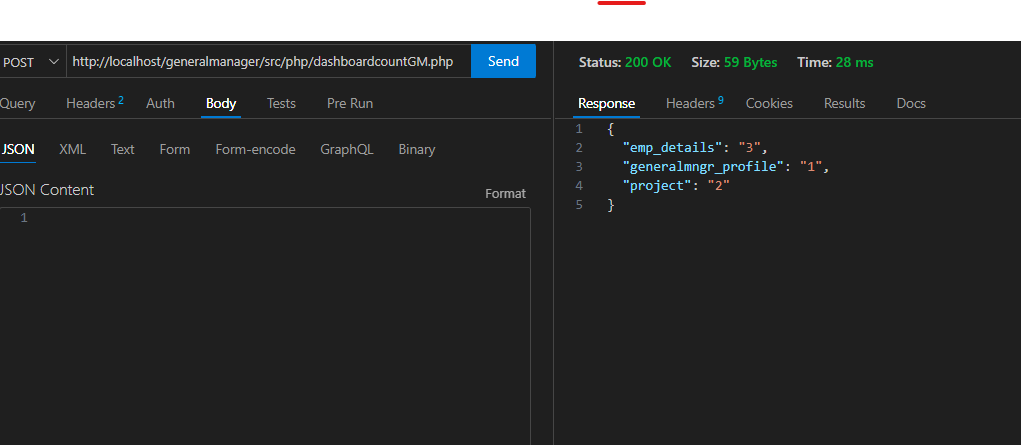 POST http://localhost/generalmanager/src/php/dashboardcountGM.php Send
Query Headers 2 Auth Body Tests Pre Run
JSON XML Text Form Form-encode GraphQL Binary
JSON Content
Format
1
Status: 200 OK Size: 59 Bytes Time: 28 ms
Response Headers 9 Cookies Results Docs
1 {
2 "emp_details": "3",
3 "generalmngr_profile": "1",
4 "project": "2"
5 }